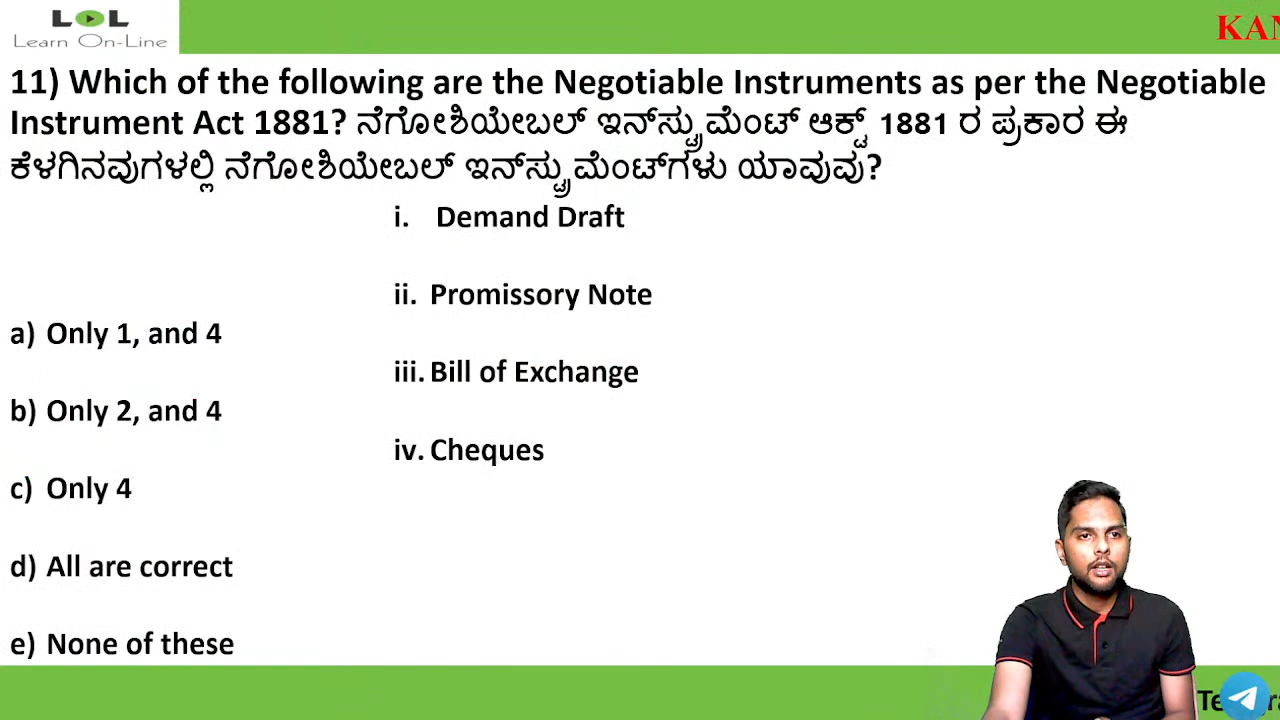 LOL
Learn On-Line
11) Which of the following are the Negotiable Instruments as per the Negotiable
Instrument Act 1881? ನೆಗೋಶಿಯೇಬಲ್ ಇನ್‌ಸ್ಟ್ರುಮೆಂಟ್ ಆಕ್ಟ್ 1881 ರ ಪ್ರಕಾರ ಈ
ಕೆಳಗಿನವುಗಳಲ್ಲಿ ನೆಗೋಶಿಯೇಬಲ್ ಇನ್‌ಸ್ಟ್ರುಮೆಂಟ್‌ಗಳು ಯಾವುವು?
i. Demand Draft
ii. Promissory Note
iii. Bill of Exchange
iv. Cheques
a) Only 1, and 4
b) Only 2, and 4
c) Only 4
d) All are correct
e) None of these